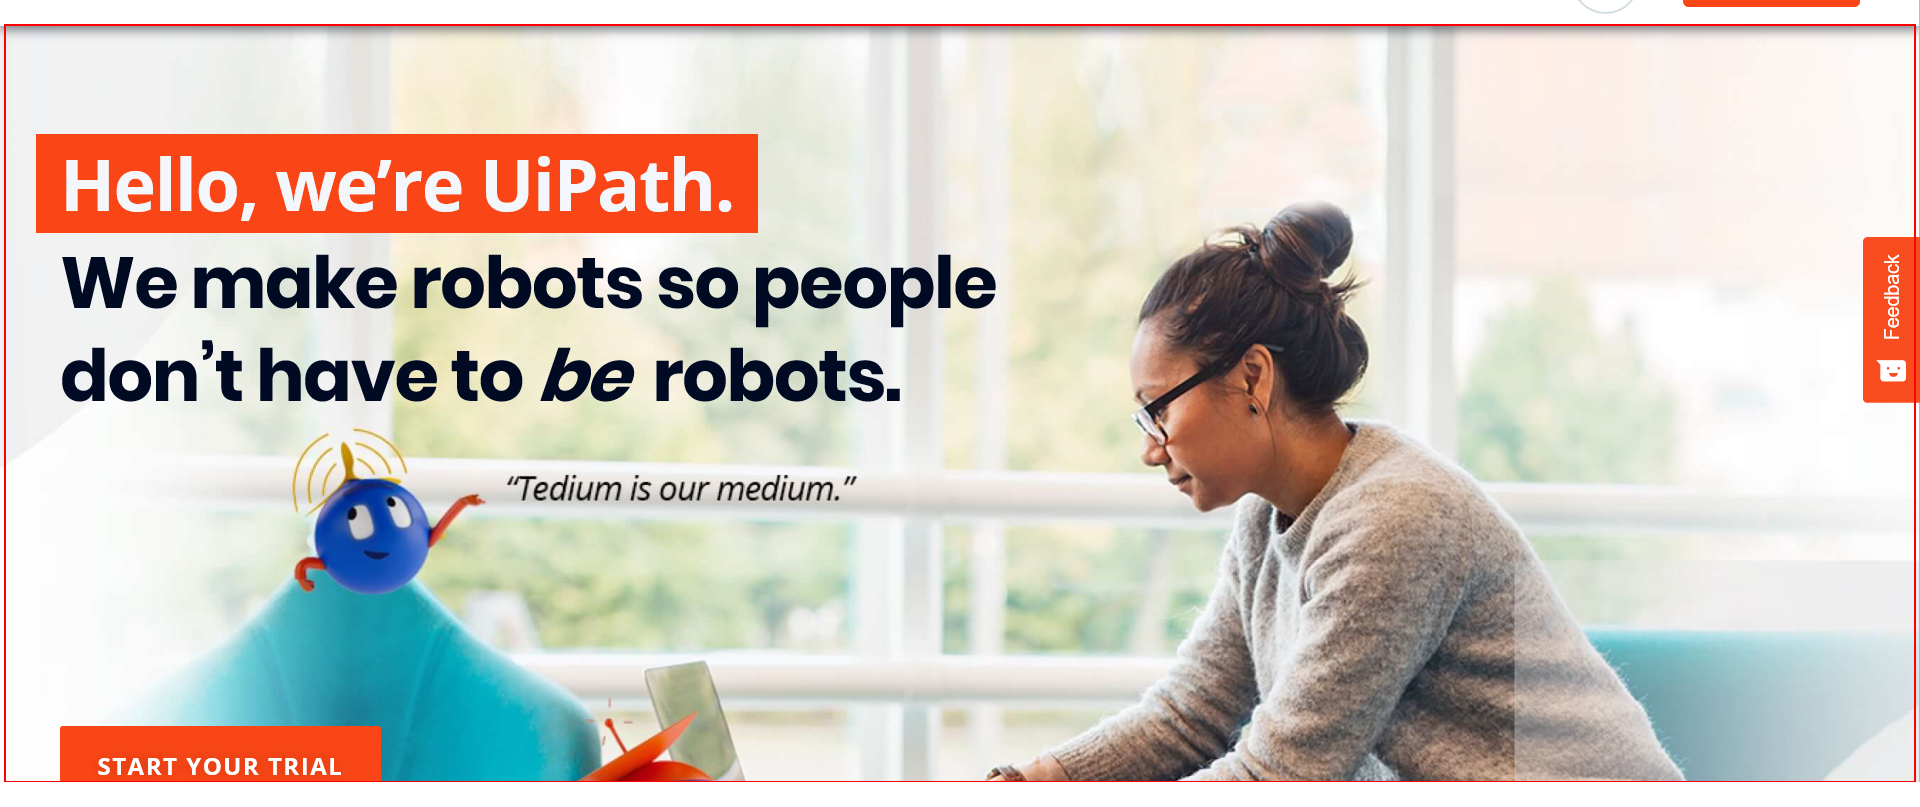 Hello, we’re UiPath.
We make robots so people
don’t have to be robots.
“Tedium is our medium.”
START YOUR TRIAL
Feedback